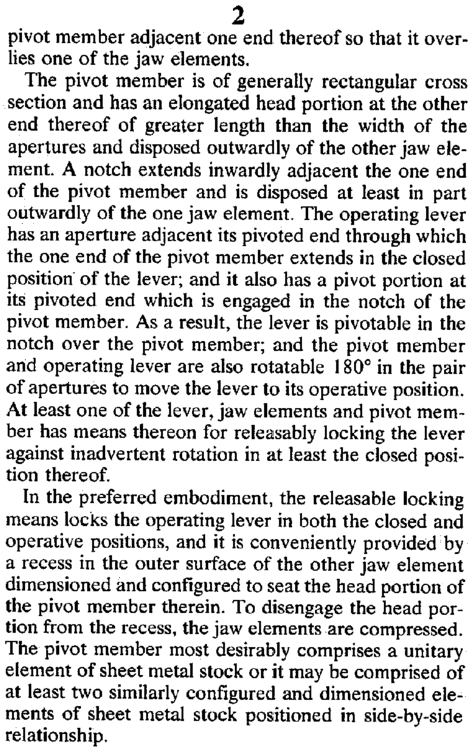 2
pivot member adjacent one end thereof so that it over-
lies one of the jaw elements.
The pivot member is of generally rectangular cross
section and has an elongated head portion at the other
end thereof of greater length than the width of the
apertures and disposed outwardly of the other jaw ele-
ment. A notch extends inwardly adjacent the one end
of the pivot member and is disposed at least in part
outwardly of the one jaw element. The operating lever
has an aperture adjacent its pivoted end through which
the one end of the pivot member extends in the closed
position of the lever; and it also has a pivot portion at
its pivoted end which is engaged in the notch of the
pivot member. As a result, the lever is pivotable in the
notch over the pivot member; and the pivot member
and operating lever are also rotatable 180° in the pair
of apertures to move the lever to its operative position.
At least one of the lever, jaw elements and pivot mem-
ber has means thereon for releasably locking the lever
against inadvertent rotation in at least the closed posi-
tion thereof.
In the preferred embodiment, the releasable locking
means locks the operating lever in both the closed and
operative positions, and it is conveniently provided by
a recess in the outer surface of the other jaw element
dimensioned and configured to seat the head portion of
the pivot member therein. To disengage the head por-
tion from the recess, the jaw elements are compressed.
The pivot member most desirably comprises a unitary
element of sheet metal stock or it may be comprised of
at least two similarly configured and dimensioned ele-
ments of sheet metal stock positioned in side-by-side
relationship.